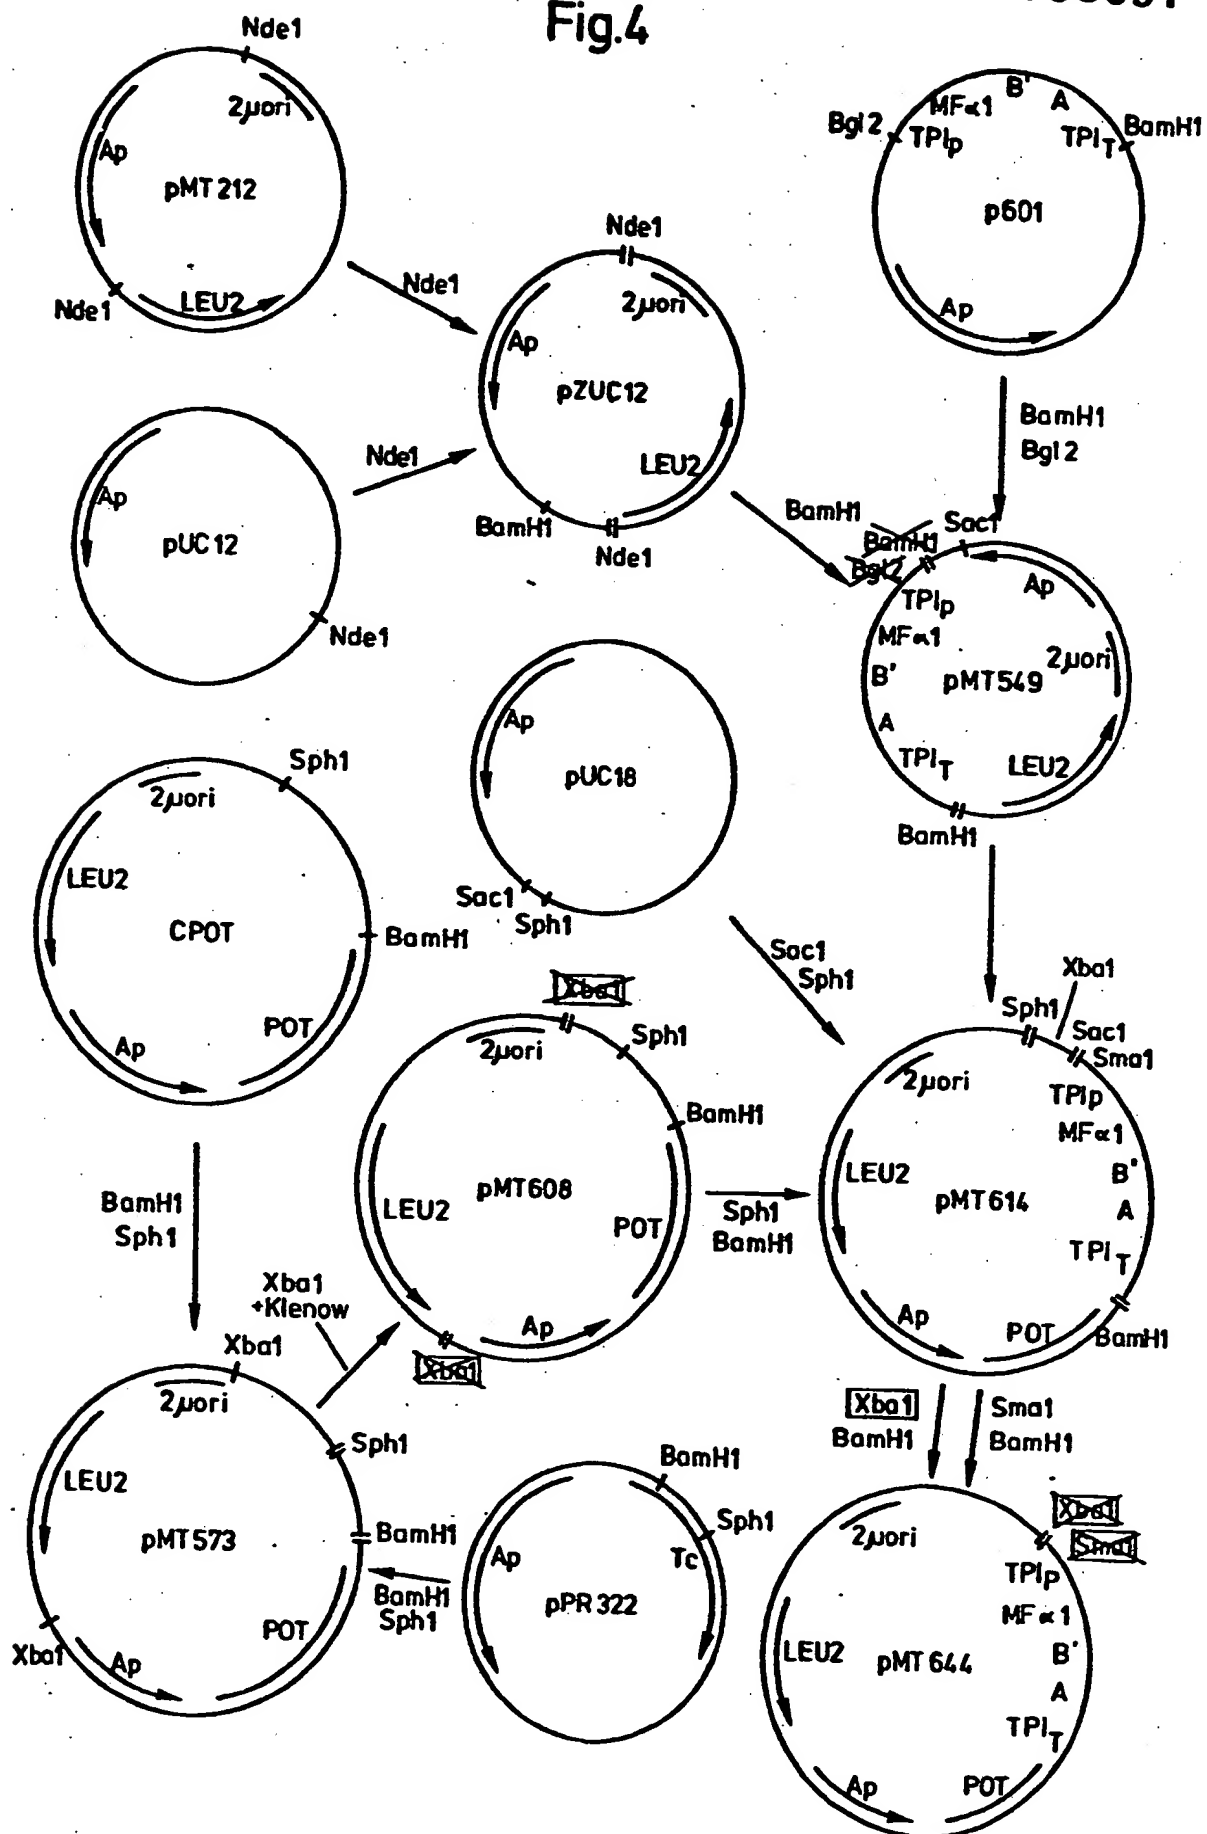 Fig.4
Nde1
2µori
Ap
pMT212
Nde1
LEU2
Nde1
Ap
pUC12
Nde1
Nde1
Nde1
2µori
Ap
pZUC12
LEU2
BamH1
Nde1
B'
MFα1
A
Bgl2
TPIp
TPIT
BamH1
p601
Ap
BamH1
Bgl2
BamH1
BamH1
Bgl2
Sac1
Ap
TPIp
MFα1
2µori
B'
pMT549
A
TPIT
LEU2
BamH1
Ap
pUC18
Sac1
Sph1
Sac1
Sph1
Sph1
2µori
LEU2
CPOT
BamH1
POT
Ap
BamH1
Sph1
Xba1
2µori
Sph1
BamH1
pMT608
LEU2
POT
Ap
Xba1
Xba1
+Klenow
Sph1
BamH1
Xba1
Sph1
Sac1
Sma1
2µori
TPIp
MFα1
LEU2
B'
pMT614
A
TPIT
Ap
POT
BamH1
Xba1
2µori
Sph1
LEU2
pMT573
BamH1
Xba1
Ap
POT
BamH1
Sph1
BamH1
Sph1
Tc
Ap
pPR322
Xba1
BamH1
Sma1
BamH1
2µori
Xba1
Sma1
TPIp
MFα1
LEU2
pMT644
B'
A
TPIT
Ap
POT